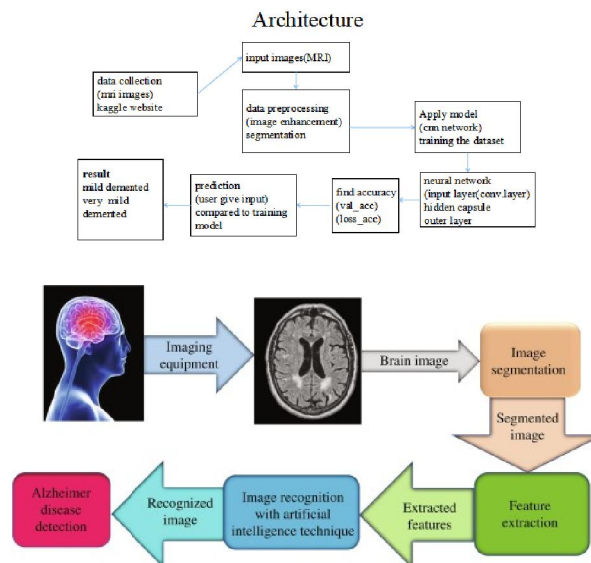 Architecture
data collection
(mri images)
kaggle website
input images(MRI)
data preprocessing
(image enhancement)
segmentation
Apply model
(cnn network)
training the dataset
neural network
(input layer(conv.layer)
hidden capsule
outer layer
find accuracy
(val_acc)
(loss_acc)
prediction
(user give input)
compared to training
model
result
mild demented
very mild
demented
Imaging
equipment
Brain image
Image
segmentation
Segmented
image
Feature
extraction
Extracted
features
Image recognition
with artificial
intelligence technique
Recognized
image
Alzheimer
disease
detection